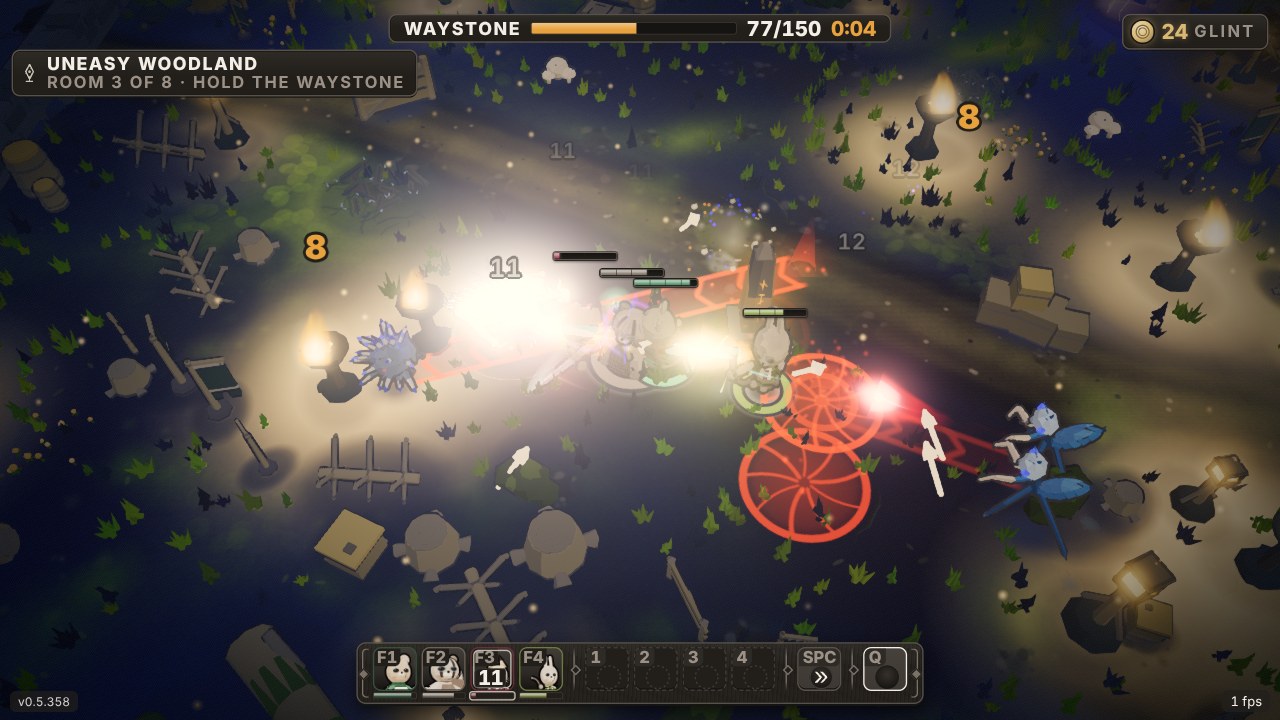 WAYSTONE 77/150 0:04
24 GLINT
UNEASY WOODLAND
ROOM 3 OF 8 · HOLD THE WAYSTONE
8
11
11
12
8
11
12
F1 F2 F3 F4 1 2 3 4 SPC Q
11
v0.5.358
1 fps